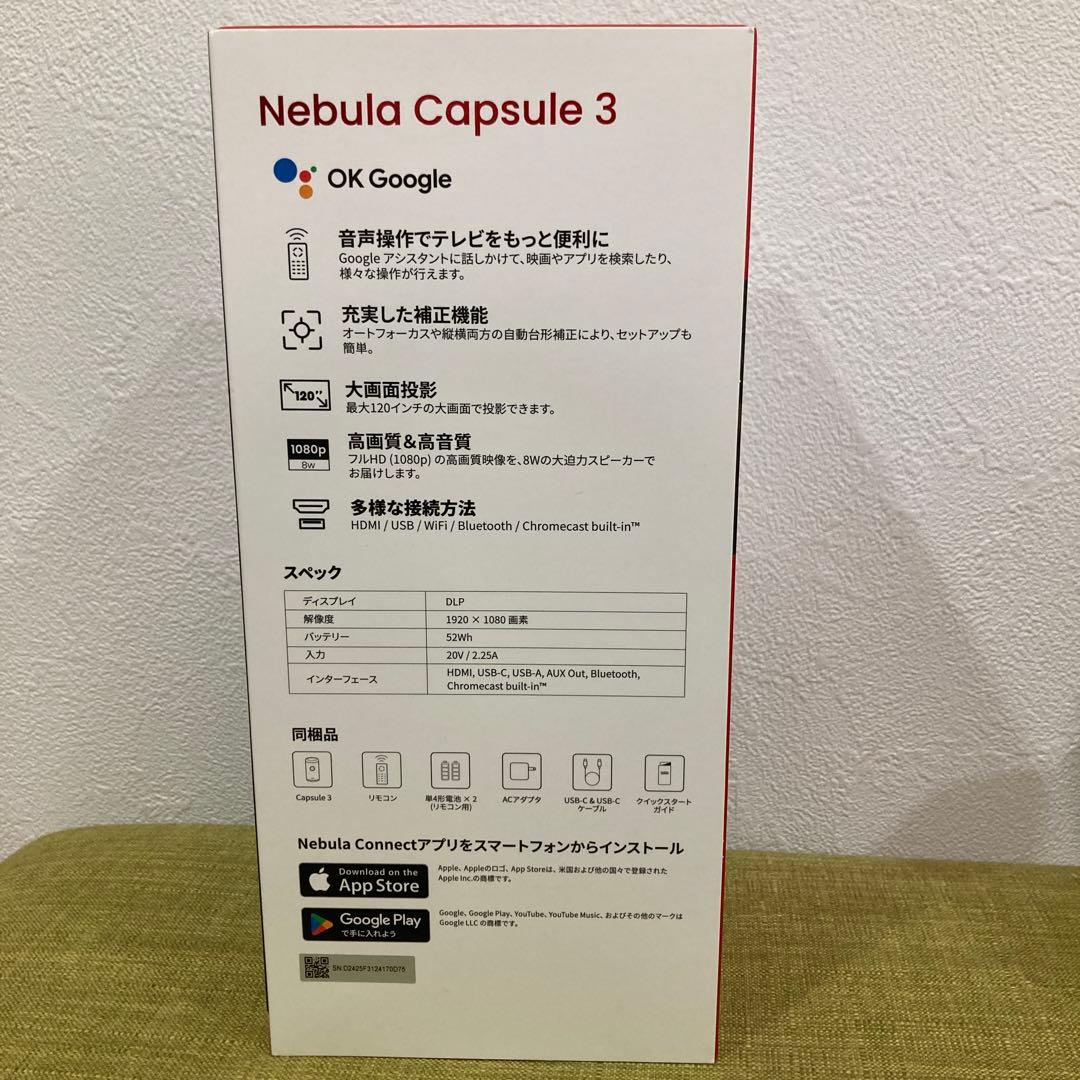 Nebula Capsule 3
OK Google
音声操作でテレビをもっと便利に
Google アシスタントに話しかけて、映画やアプリを検索したり、
様々な操作が行えます。
充実した補正機能
オートフォーカスや縦横両方の自動台形補正により、セットアップも
簡単。
120"
大画面投影
最大120インチの大画面で投影できます。
1080p
8w
高画質&高音質
フルHD (1080p) の高画質映像を、8Wの大迫力スピーカーで
お届けします。
多様な接続方法
HDMI / USB / WiFi / Bluetooth / Chromecast built-in™
スペック
ディスプレイ DLP
解像度 1920 × 1080 画素
バッテリー 52Wh
入力 20V / 2.25A
インターフェース HDMI, USB-C, USB-A, AUX Out, Bluetooth,
Chromecast built-in™
同梱品
Capsule 3
リモコン
単4形電池 × 2
(リモコン用)
ACアダプタ
USB-C & USB-C
ケーブル
クイックスタート
ガイド
Nebula Connectアプリをスマートフォンからインストール
Download on the
App Store
Apple、Appleのロゴ、App Storeは、米国および他の国々で登録された
Apple Inc.の商標です。
Google Play
で手に入れよう
Google、Google Play、YouTube、YouTube Music、およびその他のマークは
Google LLC の商標です。
SN:D2425F3124170D75